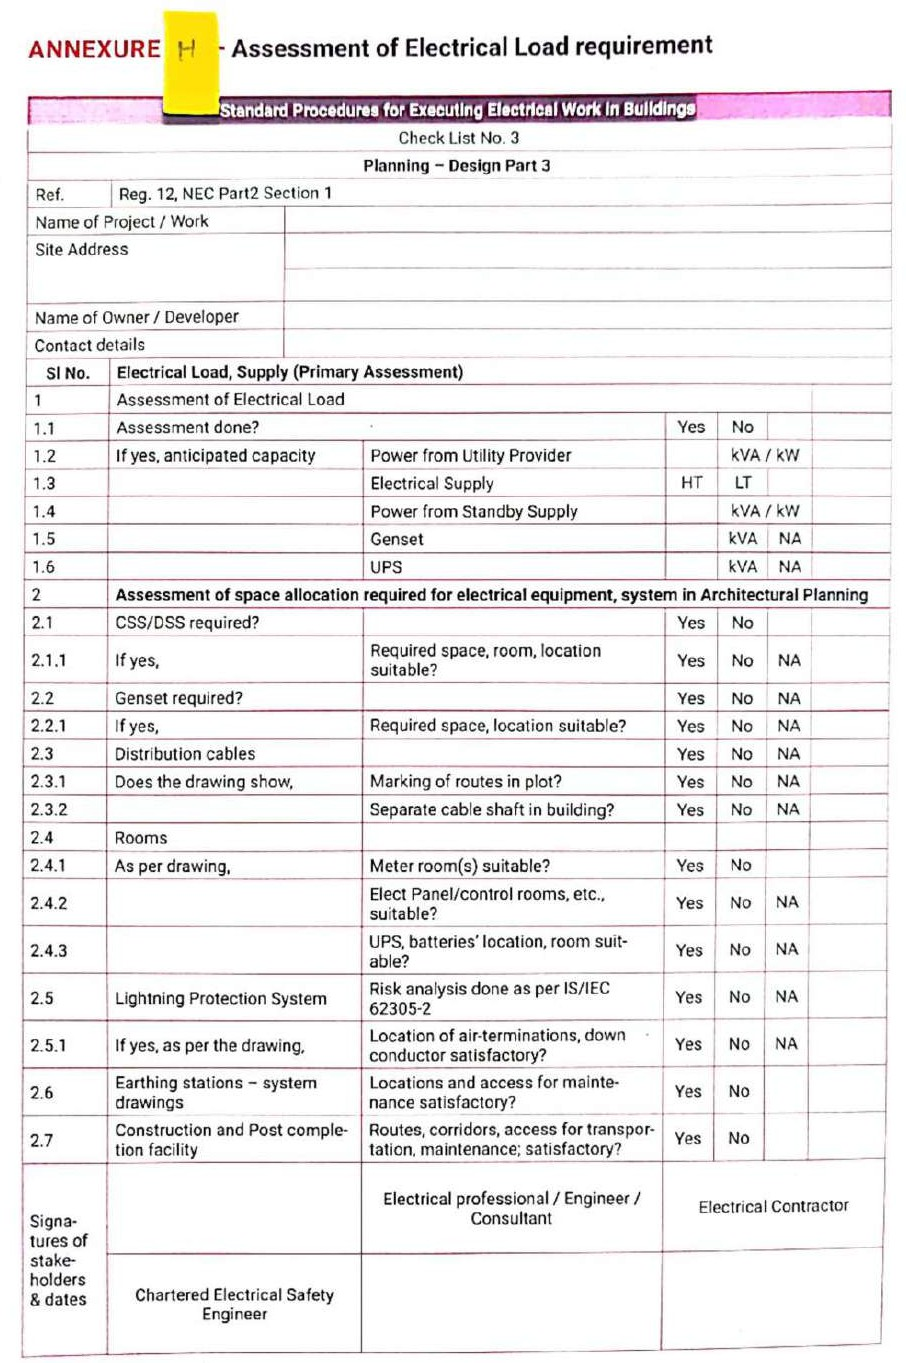 ANNEXURE H - Assessment of Electrical Load requirement
Standard Procedures for Executing Electrical Work in Buildings
Check List No. 3
Planning – Design Part 3
Ref. Reg. 12, NEC Part2 Section 1
Name of Project / Work
Site Address
Name of Owner / Developer
Contact details
Sl No. Electrical Load, Supply (Primary Assessment)
1 Assessment of Electrical Load
1.1 Assessment done? Yes No
1.2 If yes, anticipated capacity Power from Utility Provider kVA / kW
1.3 Electrical Supply HT LT
1.4 Power from Standby Supply kVA / kW
1.5 Genset kVA NA
1.6 UPS kVA NA
2 Assessment of space allocation required for electrical equipment, system in Architectural Planning
2.1 CSS/DSS required? Yes No
2.1.1 If yes, Required space, room, location
suitable? Yes No NA
2.2 Genset required? Yes No NA
2.2.1 If yes, Required space, location suitable? Yes No NA
2.3 Distribution cables Yes No NA
2.3.1 Does the drawing show, Marking of routes in plot? Yes No NA
2.3.2 Separate cable shaft in building? Yes No NA
2.4 Rooms
2.4.1 As per drawing, Meter room(s) suitable? Yes No
2.4.2 Elect Panel/control rooms, etc.,
suitable? Yes No NA
2.4.3 UPS, batteries' location, room suit-
able? Yes No NA
2.5 Lightning Protection System Risk analysis done as per IS/IEC
62305-2 Yes No NA
2.5.1 If yes, as per the drawing, Location of air-terminations, down
conductor satisfactory? Yes No NA
2.6 Earthing stations – system
drawings Locations and access for mainte-
nance satisfactory? Yes No
2.7 Construction and Post comple-
tion facility Routes, corridors, access for transpor-
tation, maintenance; satisfactory? Yes No
Signa-
tures of
stake-
holders
& dates
Electrical professional / Engineer /
Consultant
Electrical Contractor
Chartered Electrical Safety
Engineer